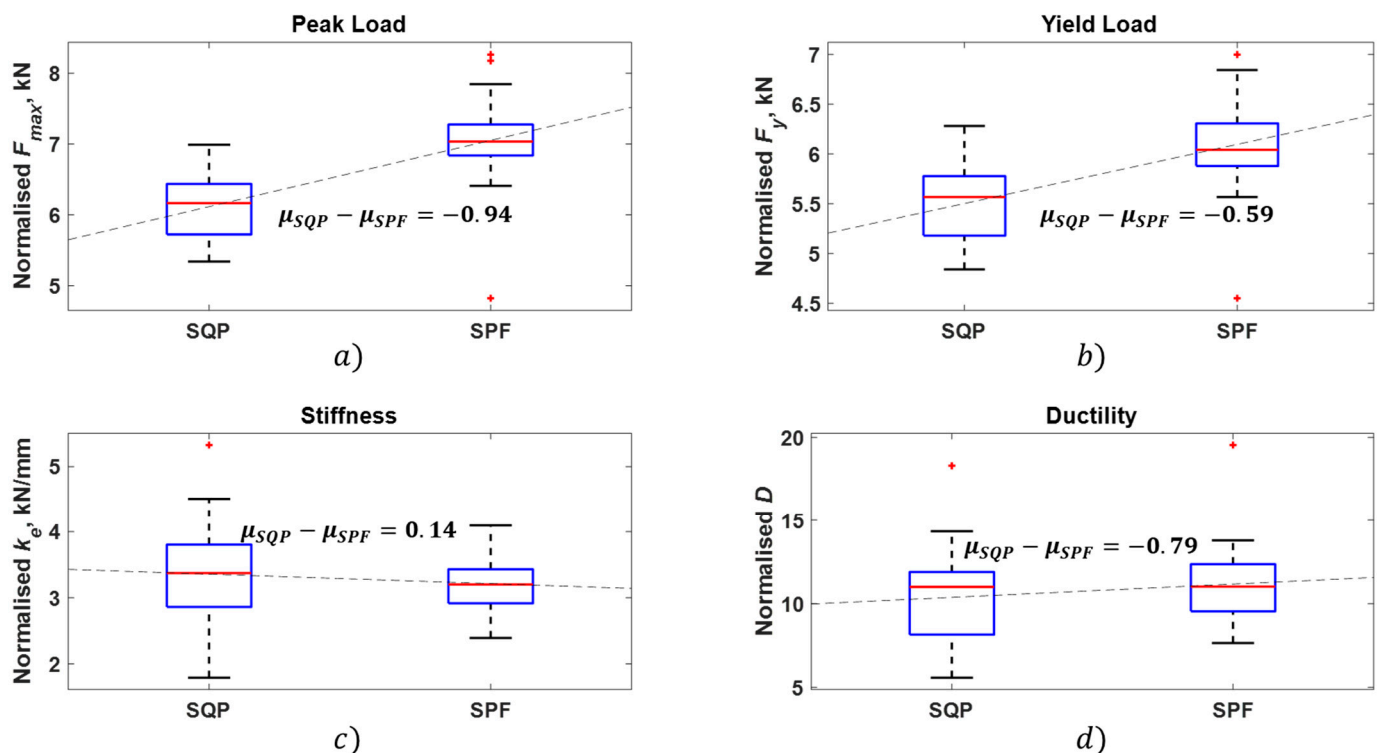 Peak Load
Normalised F_max, kN
8
7
6
5
μ_SQP − μ_SPF = −0.94
SQP SPF
a)
Yield Load
Normalised F_y, kN
7
6.5
6
5.5
5
4.5
μ_SQP − μ_SPF = −0.59
SQP SPF
b)
Stiffness
Normalised k_e, kN/mm
5
4
3
2
μ_SQP − μ_SPF = 0.14
SQP SPF
c)
Ductility
Normalised D
20
15
10
5
μ_SQP − μ_SPF = −0.79
SQP SPF
d)